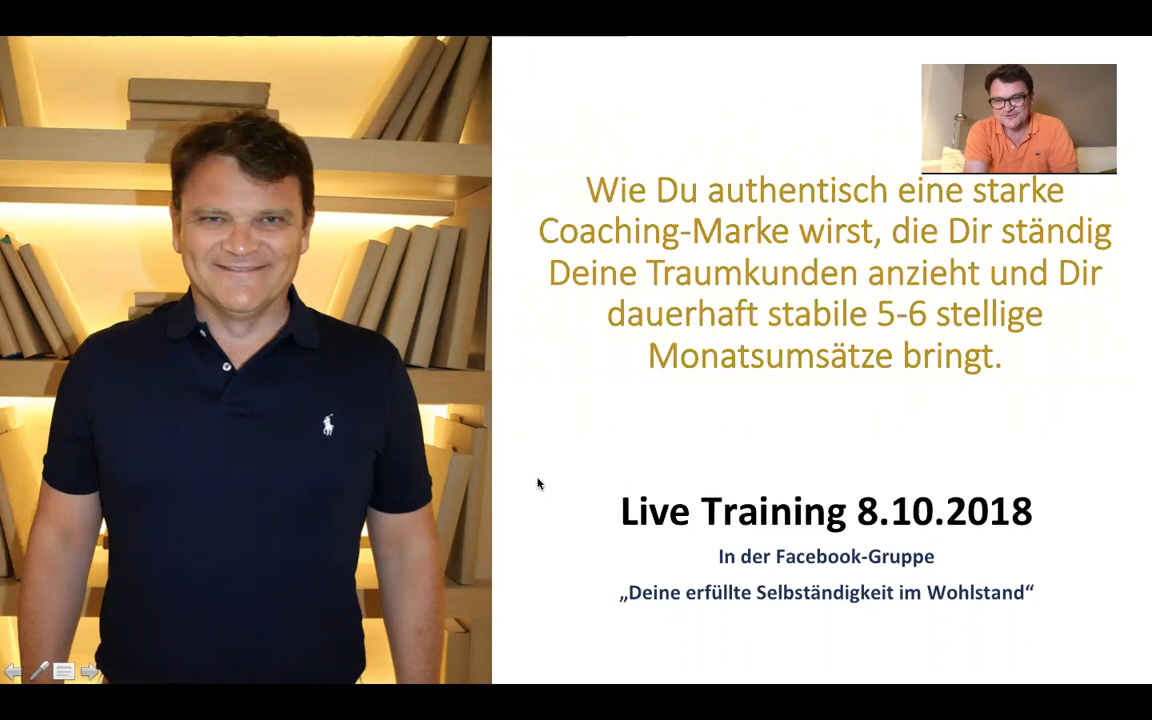 Wie Du authentisch eine starke
Coaching-Marke wirst, die Dir ständig
Deine Traumkunden anzieht und Dir
dauerhaft stabile 5-6 stellige
Monatsumsätze bringt.
Live Training 8.10.2018
In der Facebook-Gruppe
„Deine erfüllte Selbständigkeit im Wohlstand“